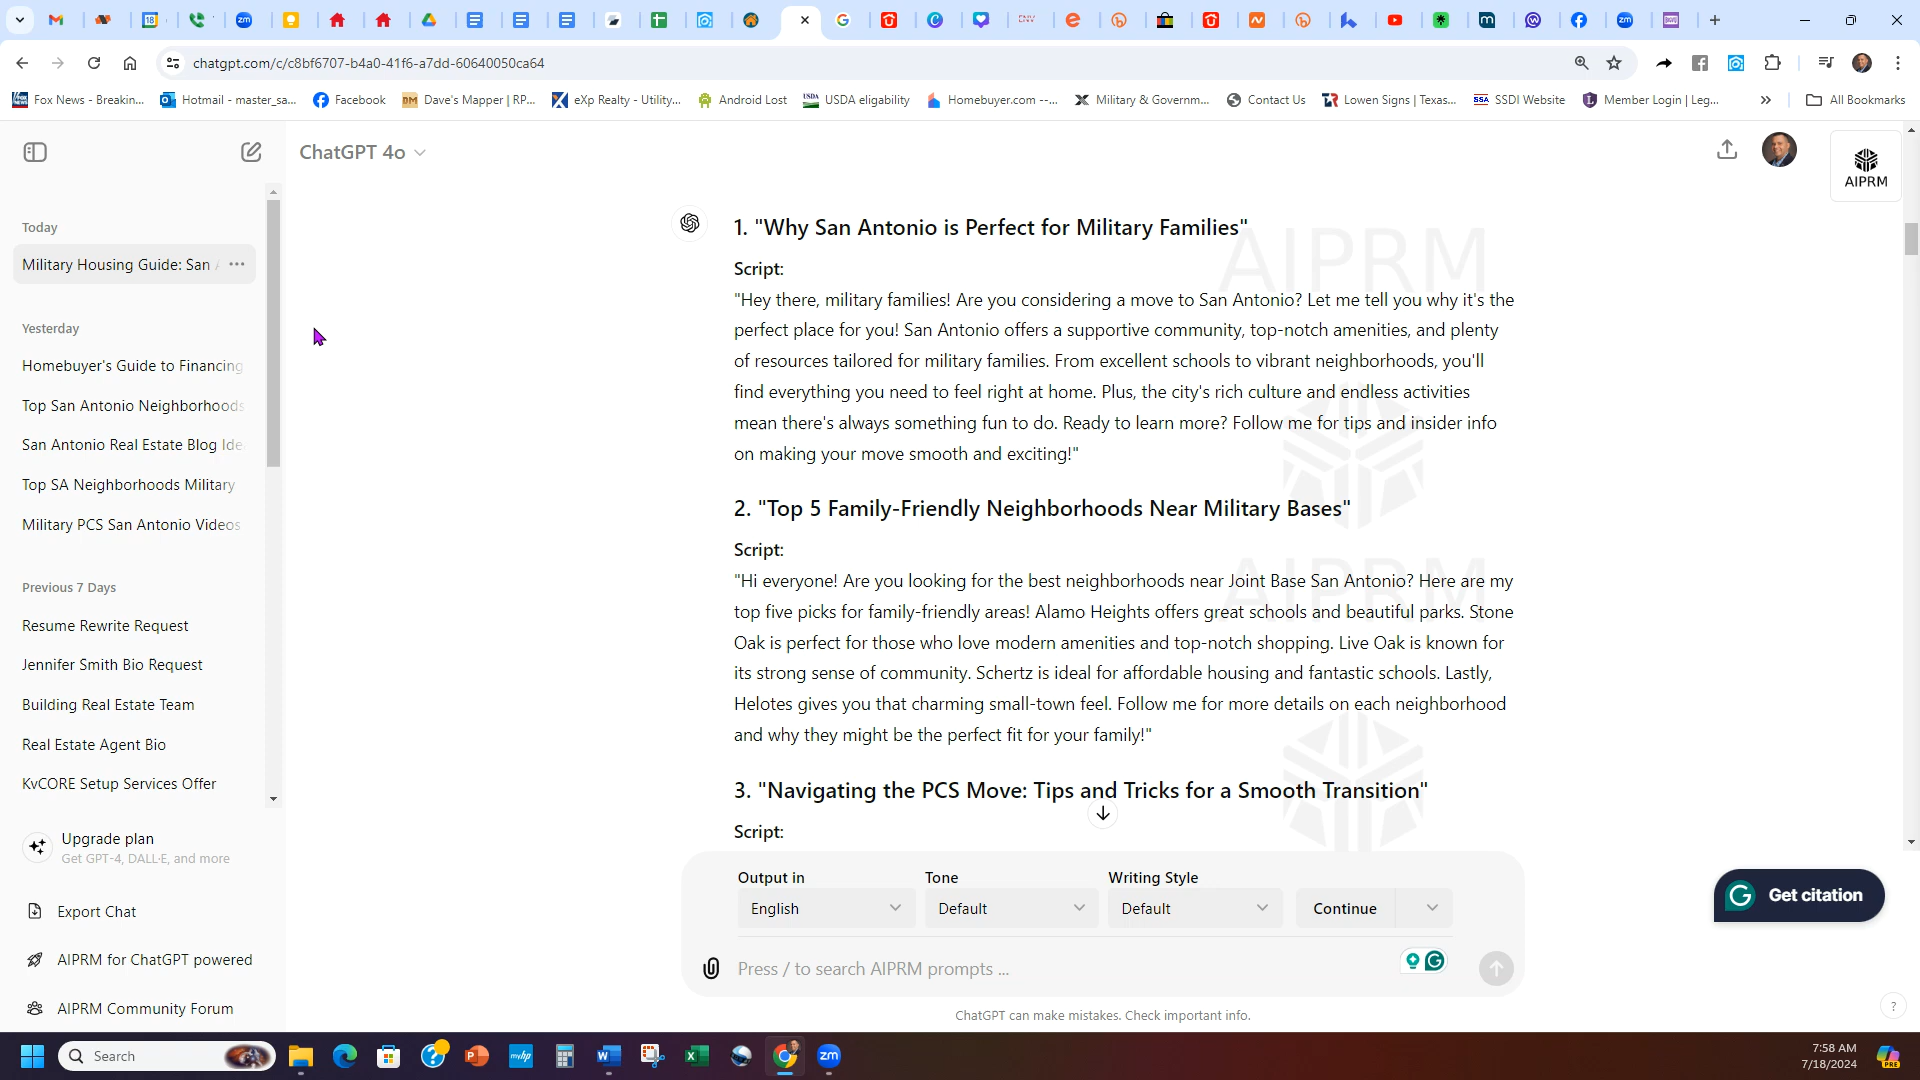 chatgpt.com/c/c8bf6707-b4a0-41f6-a7dd-60640050ca64
Fox News - Breakin...
Hotmail - master_sa...
Facebook
Dave's Mapper | RP...
eXp Realty - Utility...
Android Lost
USDA eligibility
Homebuyer.com --...
Military & Governm...
Contact Us
Lowen Signs | Texas...
SSDI Website
Member Login | Leg...
All Bookmarks
ChatGPT 4o
AIPRM
Today
Military Housing Guide: San
Yesterday
Homebuyer's Guide to Financing
Top San Antonio Neighborhoods
San Antonio Real Estate Blog Ide
Top SA Neighborhoods Military
Military PCS San Antonio Videos
Previous 7 Days
Resume Rewrite Request
Jennifer Smith Bio Request
Building Real Estate Team
Real Estate Agent Bio
KvCORE Setup Services Offer
Upgrade plan
Get GPT-4, DALL·E, and more
Export Chat
AIPRM for ChatGPT powered
AIPRM Community Forum
1. "Why San Antonio is Perfect for Military Families"
Script:
"Hey there, military families! Are you considering a move to San Antonio? Let me tell you why it's the
perfect place for you! San Antonio offers a supportive community, top-notch amenities, and plenty
of resources tailored for military families. From excellent schools to vibrant neighborhoods, you'll
find everything you need to feel right at home. Plus, the city's rich culture and endless activities
mean there's always something fun to do. Ready to learn more? Follow me for tips and insider info
on making your move smooth and exciting!"
2. "Top 5 Family-Friendly Neighborhoods Near Military Bases"
Script:
"Hi everyone! Are you looking for the best neighborhoods near Joint Base San Antonio? Here are my
top five picks for family-friendly areas! Alamo Heights offers great schools and beautiful parks. Stone
Oak is perfect for those who love modern amenities and top-notch shopping. Live Oak is known for
its strong sense of community. Schertz is ideal for affordable housing and fantastic schools. Lastly,
Helotes gives you that charming small-town feel. Follow me for more details on each neighborhood
and why they might be the perfect fit for your family!"
3. "Navigating the PCS Move: Tips and Tricks for a Smooth Transition"
Script:
AIPRM
AIPRM
Output in
Tone
Writing Style
English
Default
Default
Continue
Press / to search AIPRM prompts ...
ChatGPT can make mistakes. Check important info.
Get citation
?
Search
7:58 AM
7/18/2024